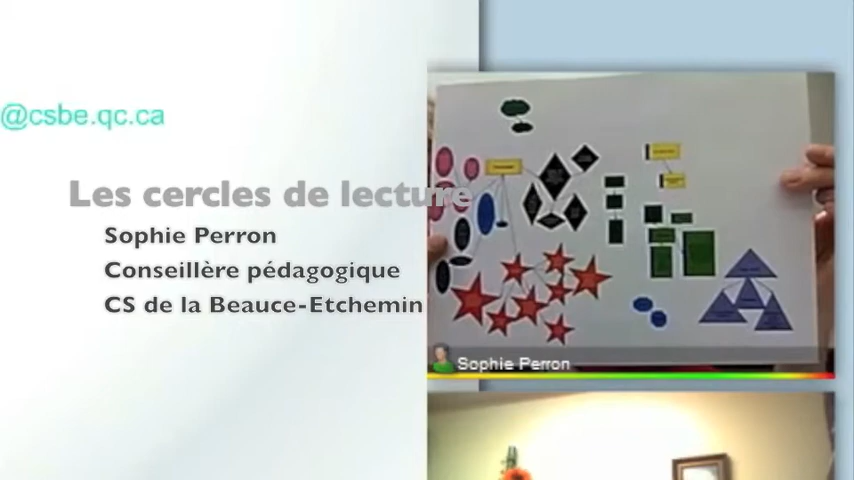 @csbe.qc.ca
Les cercles de lecture
Sophie Perron
Conseillère pédagogique
CS de la Beauce-Etchemin
Sophie Perron